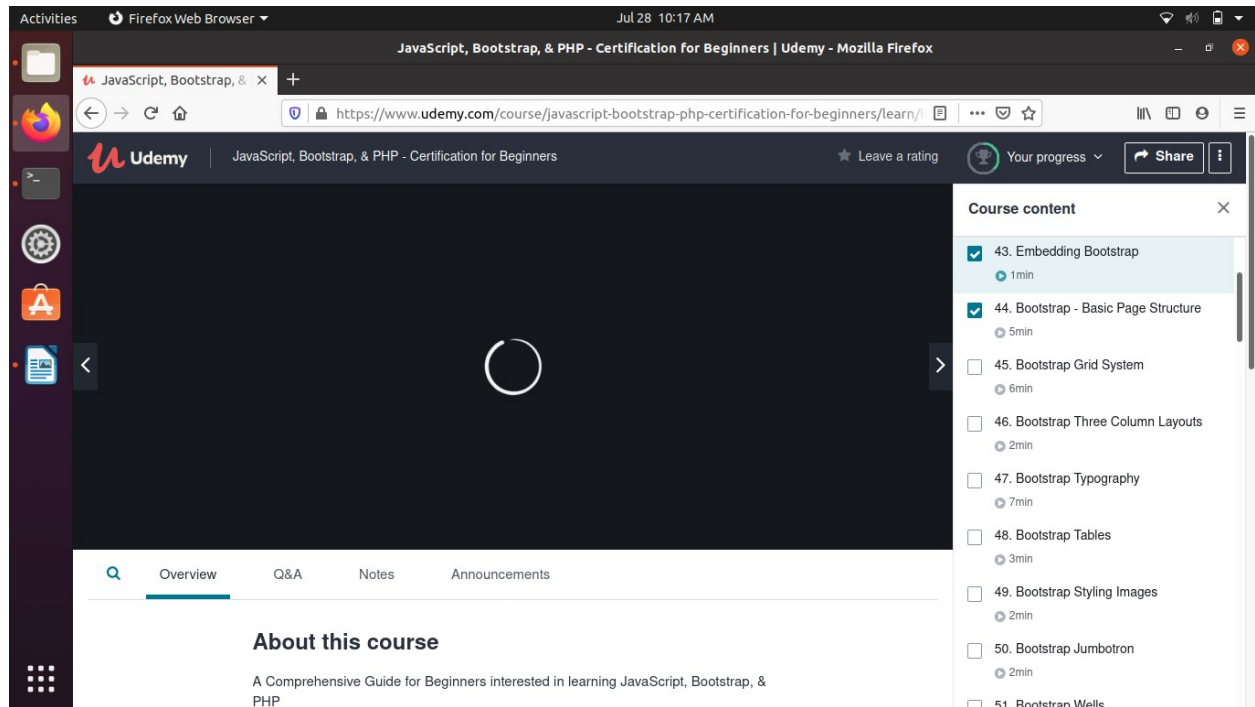 Activities
Firefox Web Browser
Jul 28 10:17 AM
JavaScript, Bootstrap, & PHP - Certification for Beginners | Udemy - Mozilla Firefox
JavaScript, Bootstrap, &
https://www.udemy.com/course/javascript-bootstrap-php-certification-for-beginners/learn/
Udemy
JavaScript, Bootstrap, & PHP - Certification for Beginners
Leave a rating
Your progress
Share
Course content
43. Embedding Bootstrap
1min
44. Bootstrap - Basic Page Structure
5min
45. Bootstrap Grid System
6min
46. Bootstrap Three Column Layouts
2min
47. Bootstrap Typography
7min
48. Bootstrap Tables
3min
49. Bootstrap Styling Images
2min
50. Bootstrap Jumbotron
2min
51. Bootstrap Wells
Overview
Q&A
Notes
Announcements
About this course
A Comprehensive Guide for Beginners interested in learning JavaScript, Bootstrap, &
PHP